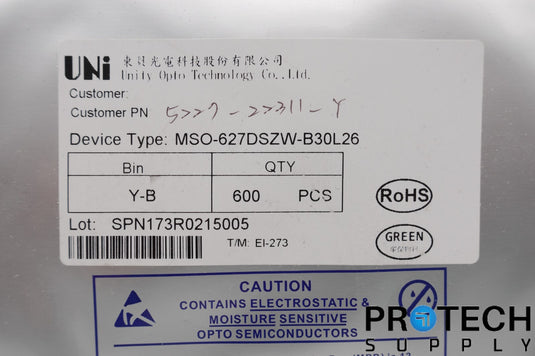 UNi 東貝光電科技股份有限公司
Unity Opto Technology Co., Ltd.
Customer:
Customer PN 5227-22311-Y
Device Type: MSO-627DSZW-B30L26
Bin QTY
Y-B 600 PCS
RoHS
Lot: SPN173R0215005
GREEN
T/M: EI-273
CAUTION
CONTAINS ELECTROSTATIC &
MOISTURE SENSITIVE
OPTO SEMICONDUCTORS
PROTECH
SUPPLY